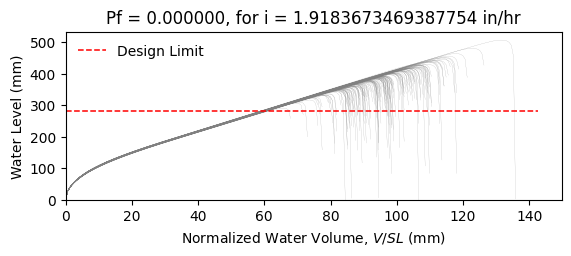 Pf = 0.000000, for i = 1.9183673469387754 in/hr
Water Level (mm)
500
400
300
200
100
0
Design Limit
0 20 40 60 80 100 120 140
Normalized Water Volume, V/SL (mm)